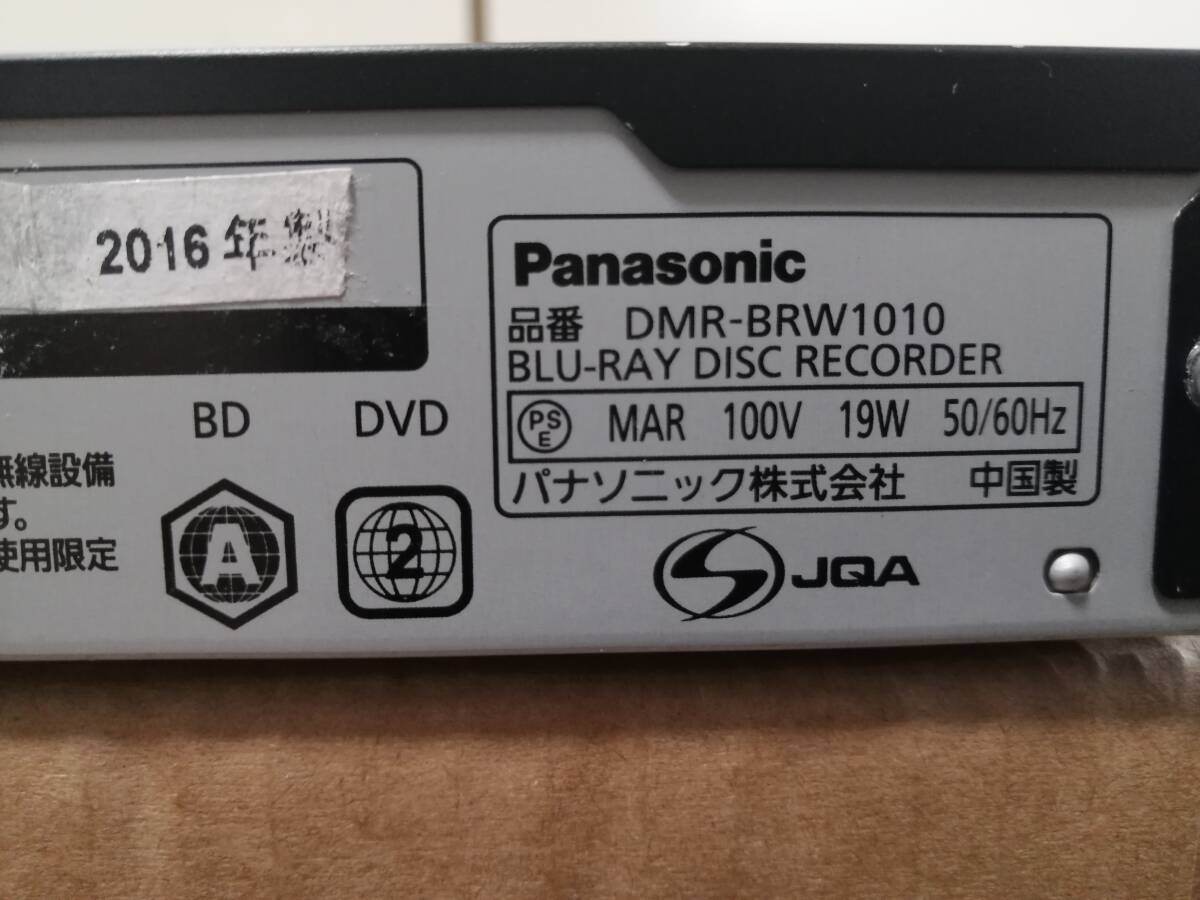 2016年製
BD DVD
無線設備
す。
使用限定
A
2
Panasonic
品番 DMR-BRW1010
BLU-RAY DISC RECORDER
PS
E
MAR 100V 19W 50/60Hz
パナソニック株式会社 中国製
JQA